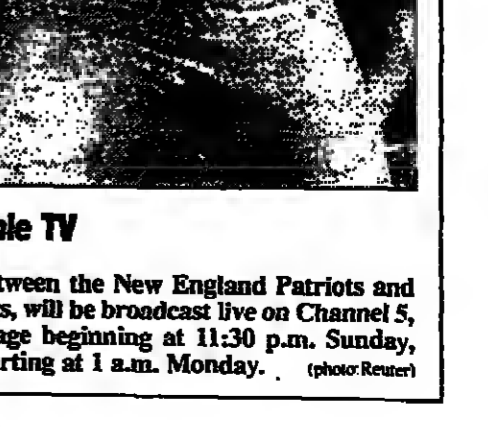 le TV
tween the New England Patriots and
s, will be broadcast live on Channel 5,
age beginning at 11:30 p.m. Sunday,
rting at 1 a.m. Monday. (photo: Reuter)